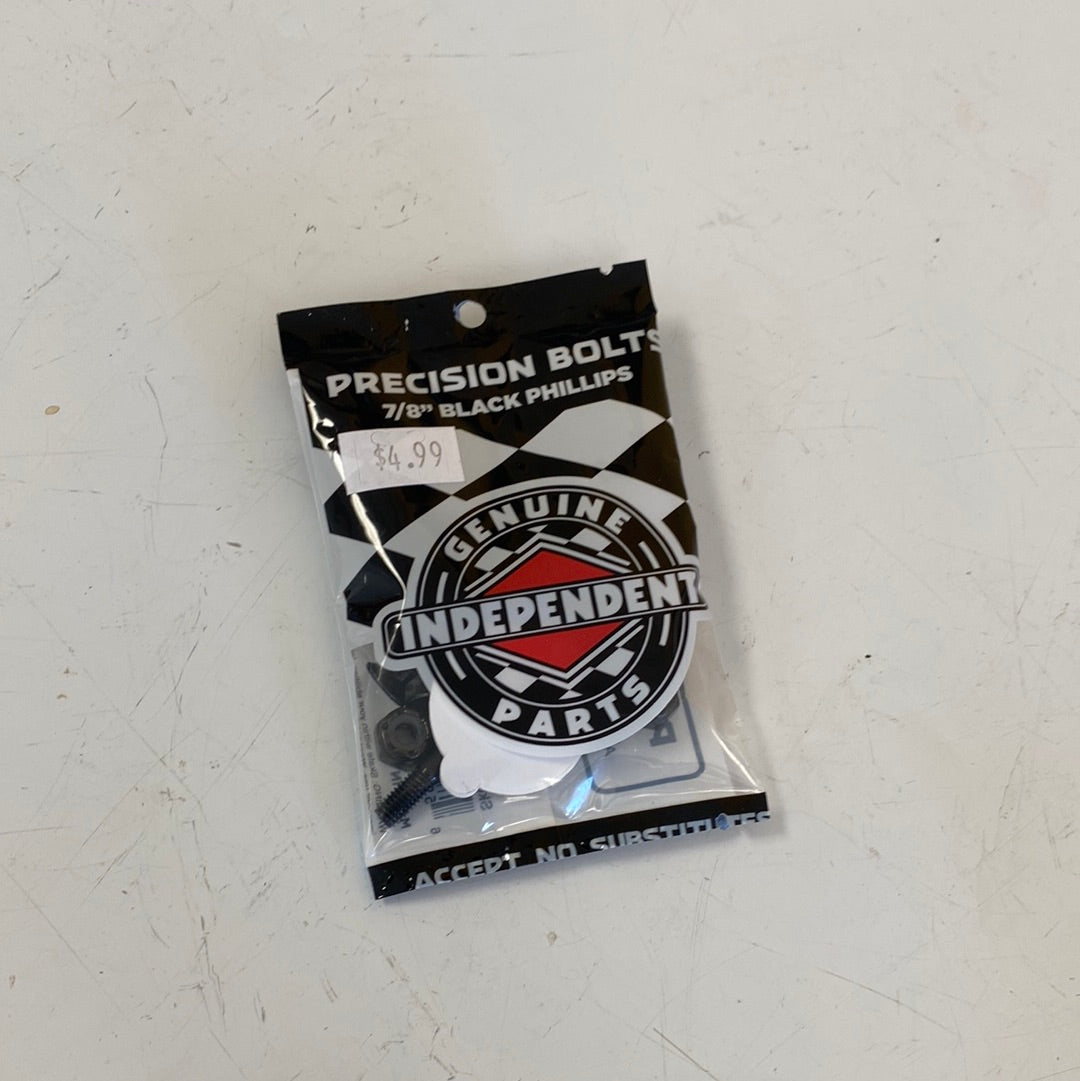 PRECISION BOLTS
7/8” BLACK PHILLIPS
$4.99
GENUINE
INDEPENDENT
PARTS
ACCEPT NO SUBSTITUTES